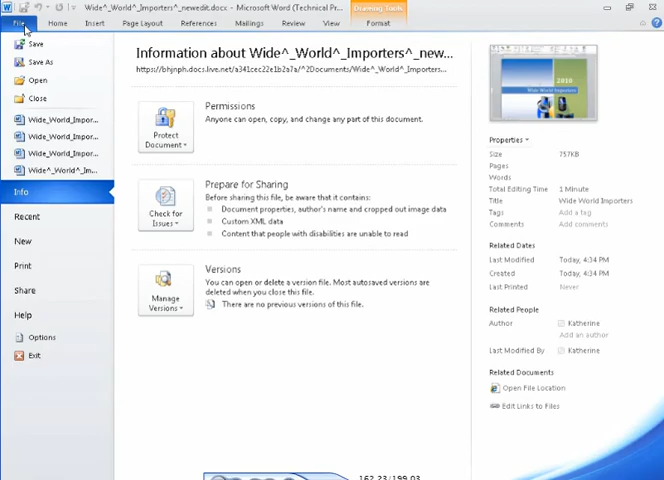 Wide^_World^_Importers^_newedit.docx - Microsoft Word (Technical Pr...
Drawing Tools
File Home Insert Page Layout References Mailings Review View Format
Save
Save As
Open
Close
Wide_World_Impor...
Wide_World_Impor...
Wide_World_Impor...
Wide^_World^_Im...
Info
Recent
New
Print
Share
Help
Options
Exit
Information about Wide^_World^_Importers^_new...
https://bhjnph.docs.live.net/a341cec22e1b2a7a/^2Documents/Wide^_World^_Importers...
Protect
Document
Permissions
Anyone can open, copy, and change any part of this document.
Check for
Issues
Prepare for Sharing
Before sharing this file, be aware that it contains:
Document properties, author's name and cropped out image data
Custom XML data
Content that people with disabilities are unable to read
Manage
Versions
Versions
You can open or delete a version file. Most autosaved versions are
deleted when you close this file.
There are no previous versions of this file.
2010
Wide World Importers
Properties
Size 757KB
Pages
Words
Total Editing Time 1 Minute
Title Wide World Importers
Tags Add a tag
Comments Add comments
Related Dates
Last Modified Today, 4:34 PM
Created Today, 4:34 PM
Last Printed Never
Related People
Author Katherine
Add an author
Last Modified By Katherine
Related Documents
Open File Location
Edit Links to Files
162.23/199.03